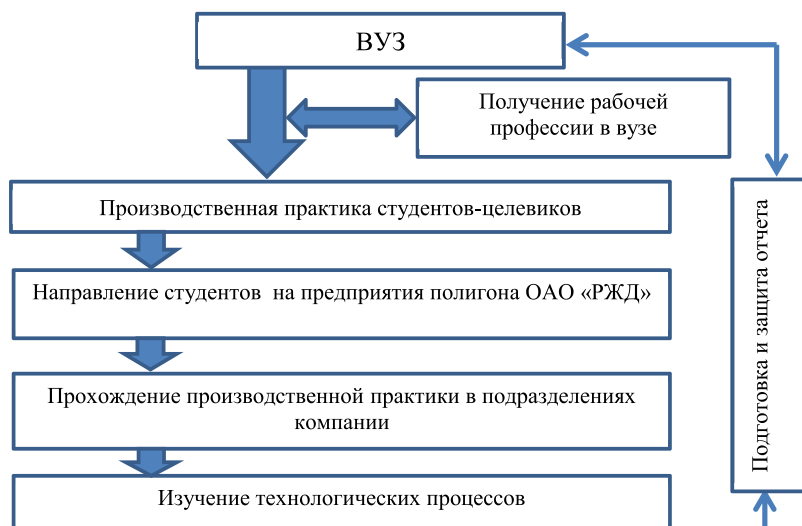 ВУЗ
Получение рабочей
профессии в вузе
Производственная практика студентов-целевиков
Направление студентов на предприятия полигона ОАО «РЖД»
Прохождение производственной практики в подразделениях
компании
Изучение технологических процессов
Подготовка и защита отчета